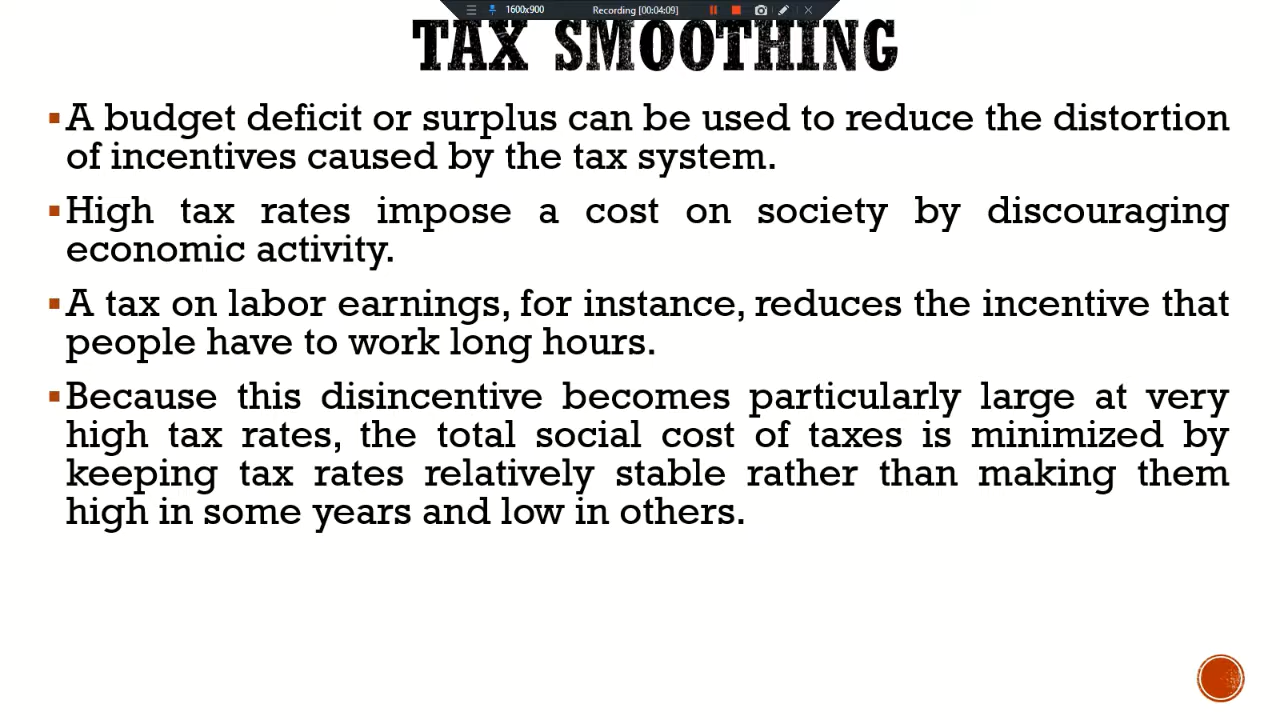 1600x900 Recording [00:04:09]
TAX SMOOTHING
▪A budget deficit or surplus can be used to reduce the distortion
of incentives caused by the tax system.
▪High tax rates impose a cost on society by discouraging
economic activity.
▪A tax on labor earnings, for instance, reduces the incentive that
people have to work long hours.
▪Because this disincentive becomes particularly large at very
high tax rates, the total social cost of taxes is minimized by
keeping tax rates relatively stable rather than making them
high in some years and low in others.